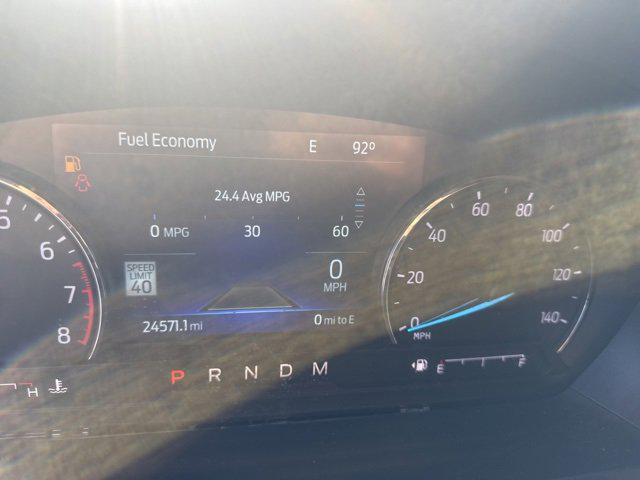 Fuel Economy E 92°
24.4 Avg MPG
0 MPG 30 60
SPEED
LIMIT
40
0
MPH
24571.1 mi 0 mi to E
P R N D M
5
6
7
8
H
0
20
40
60
80
100
120
140
MPH
E F